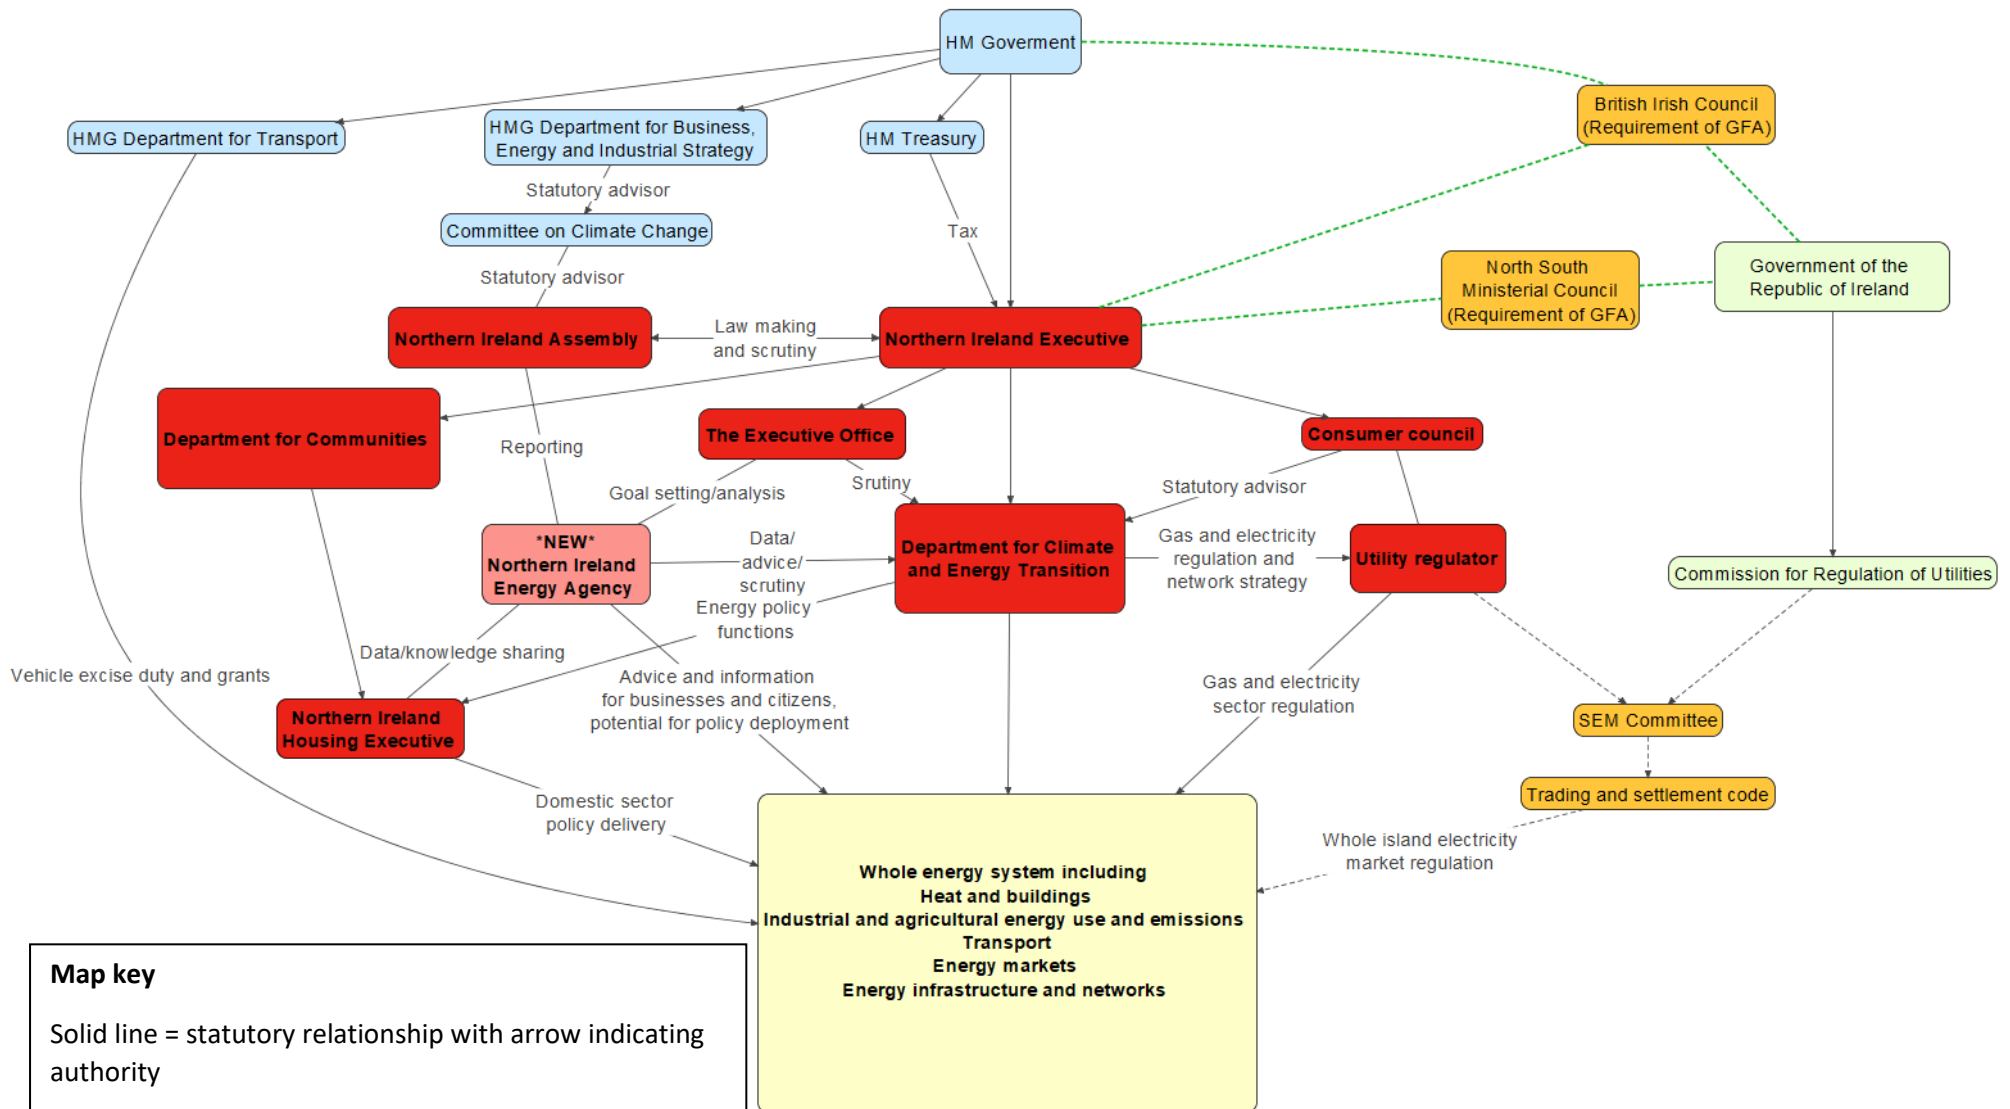 HM Goverment
British Irish Council
(Requirement of GFA)
HMG Department for Transport
HMG Department for Business,
Energy and Industrial Strategy
HM Treasury
Statutory advisor
Committee on Climate Change
Tax
Statutory advisor
North South
Ministerial Council
(Requirement of GFA)
Government of the
Republic of Ireland
Northern Ireland Assembly
Law making
and scrutiny
Northern Ireland Executive
Department for Communities
Reporting
The Executive Office
Consumer council
Goal setting/analysis
Srutiny
Statutory advisor
*NEW*
Northern Ireland
Energy Agency
Data/
advice/
scrutiny
Department for Climate
and Energy Transition
Gas and electricity
regulation and
network strategy
Utility regulator
Commission for Regulation of Utilities
Energy policy
functions
Data/knowledge sharing
Vehicle excise duty and grants
Advice and information
for businesses and citizens,
potential for policy deployment
Gas and electricity
sector regulation
Northern Ireland
Housing Executive
SEM Committee
Trading and settlement code
Domestic sector
policy delivery
Whole island electricity
market regulation
Whole energy system including
Heat and buildings
Industrial and agricultural energy use and emissions
Transport
Energy markets
Energy infrastructure and networks
Map key
Solid line = statutory relationship with arrow indicating
authority